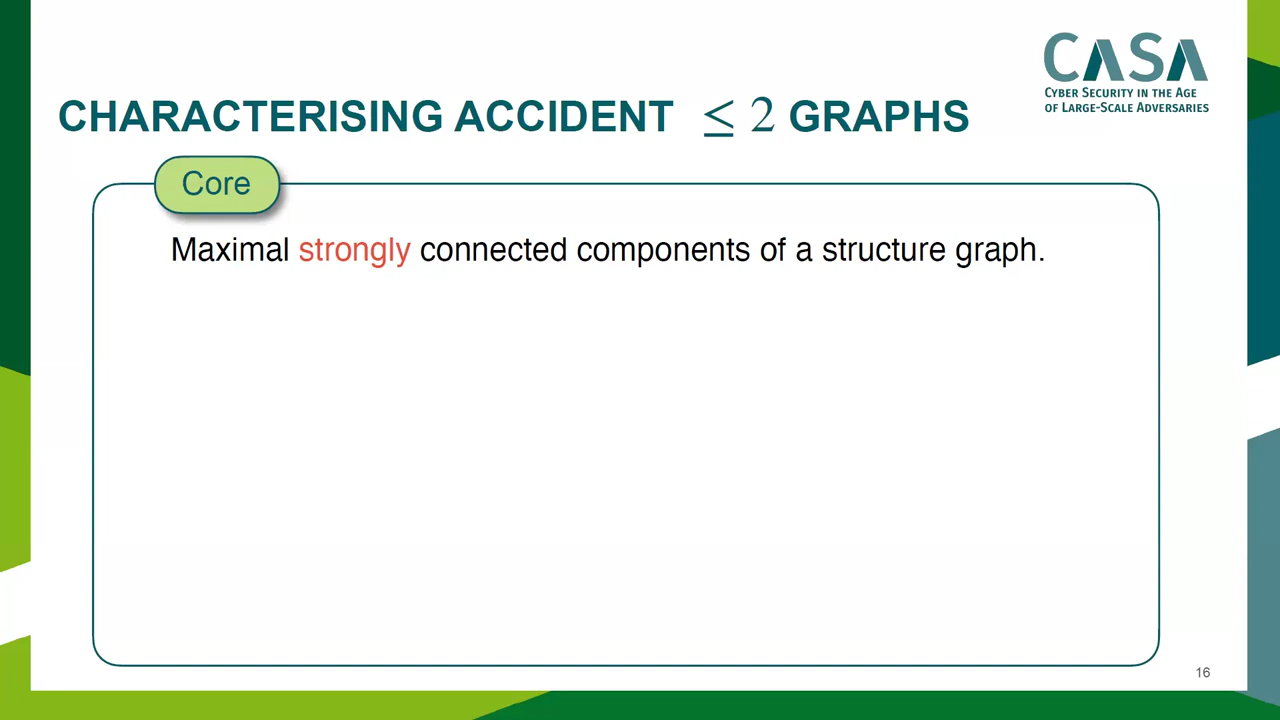 CASA
CYBER SECURITY IN THE AGE
OF LARGE-SCALE ADVERSARIES
CHARACTERISING ACCIDENT ≤ 2 GRAPHS
Core
Maximal strongly connected components of a structure graph.
16